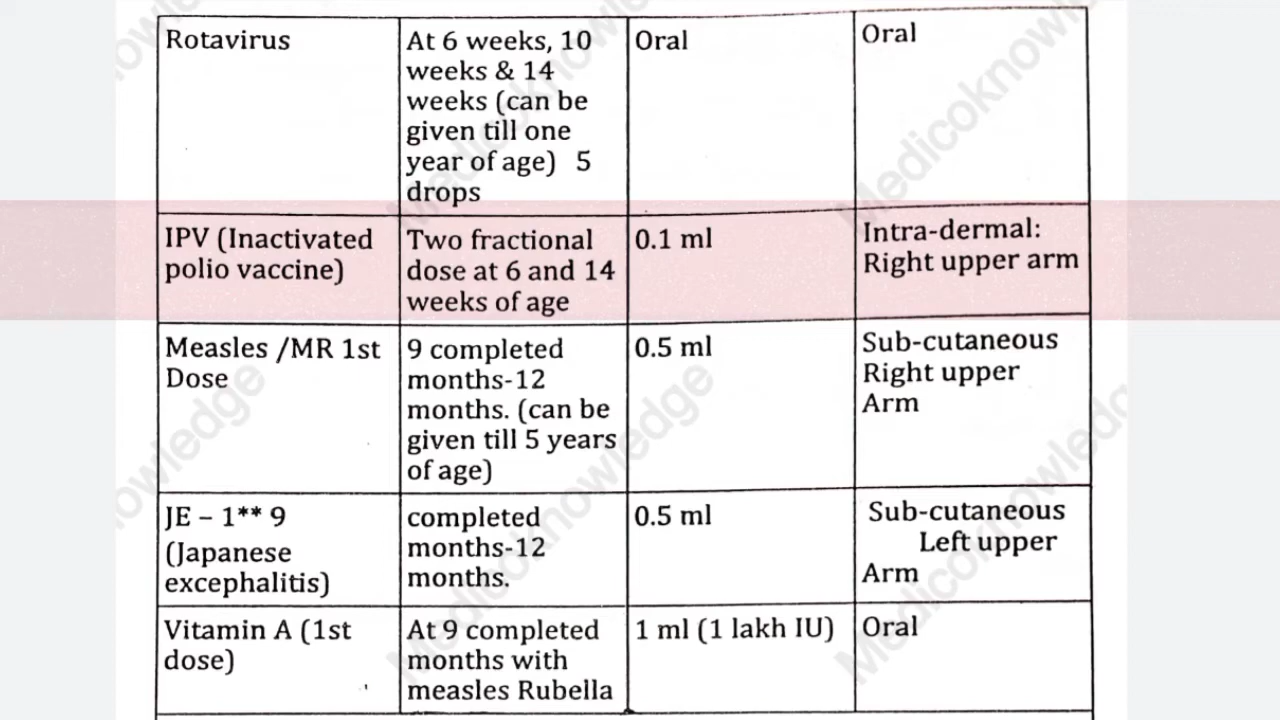 Rotavirus
At 6 weeks, 10
weeks & 14
weeks (can be
given till one
year of age) 5
drops
Oral
Oral
IPV (Inactivated
polio vaccine)
Two fractional
dose at 6 and 14
weeks of age
0.1 ml
Intra-dermal:
Right upper arm
Measles /MR 1st
Dose
9 completed
months-12
months. (can be
given till 5 years
of age)
0.5 ml
Sub-cutaneous
Right upper
Arm
JE – 1** 9
(Japanese
excephalitis)
completed
months-12
months.
0.5 ml
Sub-cutaneous
Left upper
Arm
Vitamin A (1st
dose)
At 9 completed
months with
measles Rubella
1 ml (1 lakh IU)
Oral
Medicoknowledge
Medicoknowledge
Medicoknowledge
Medicoknowledge